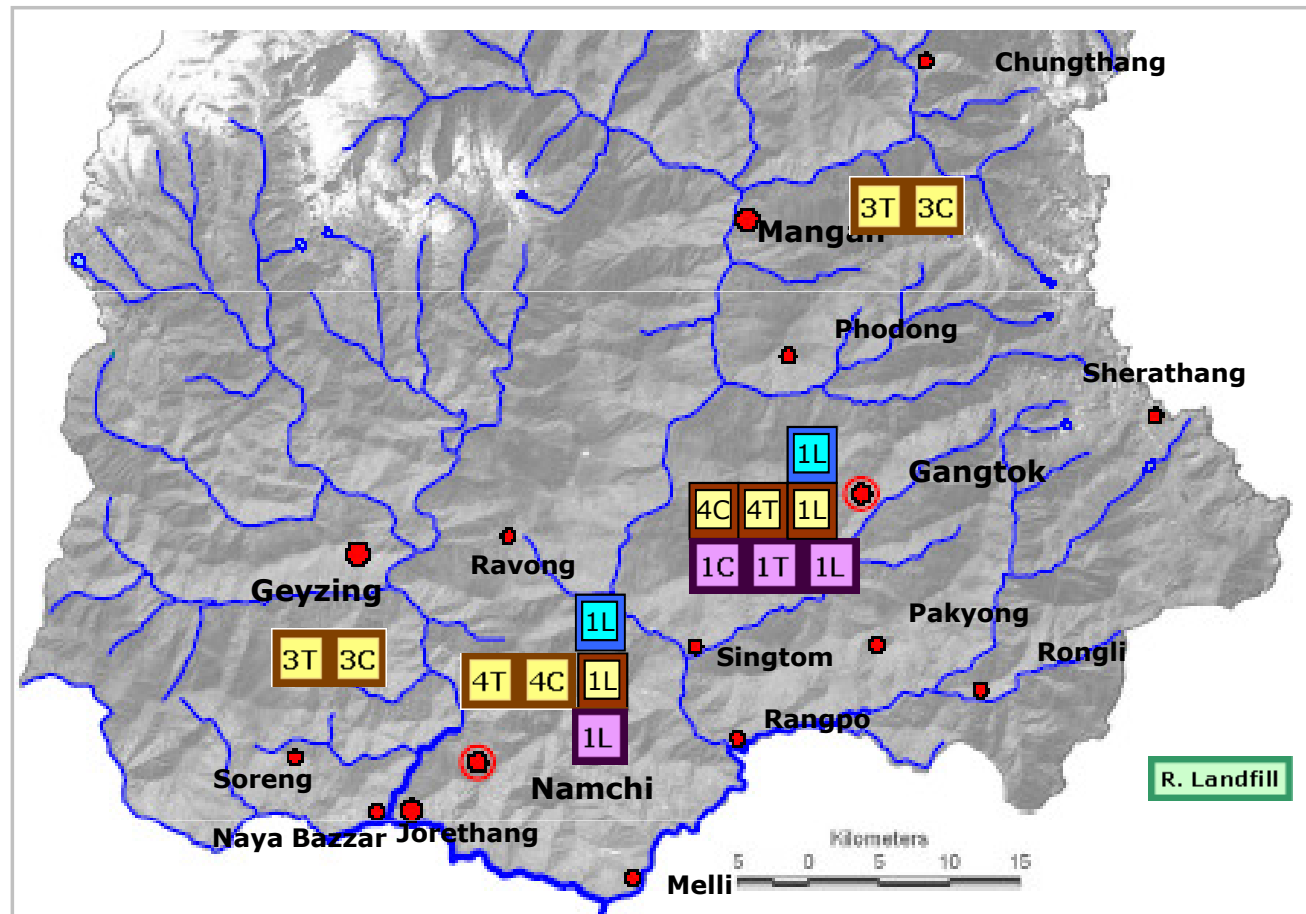 Chungthang
3T 3C
Mangan
Phodong
Sherathang
1L
Gangtok
4C 4T 1L
Ravong
1C 1T 1L
Geyzing
1L
Pakyong
3T 3C
Singtom
Rongli
4T 4C 1L
Rangpo
1L
Soreng
Namchi
R. Landfill
Naya Bazzar
Jorethang
Kilometers
5 0 5 10 15
Melli